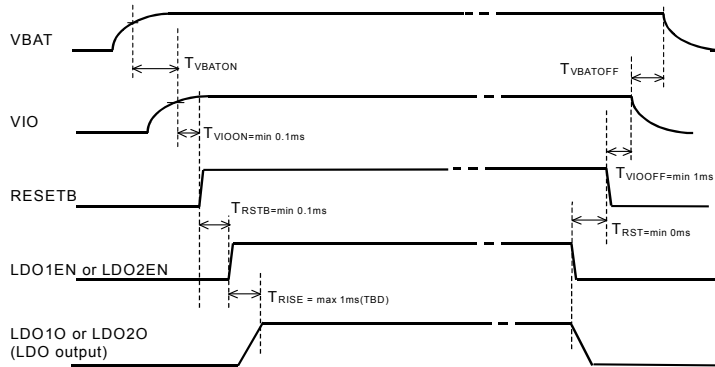 VBAT
TVBATON
TVBATOFF
VIO
TVIOON=min 0.1ms
TVIOOFF=min 1ms
RESETB
TRSTB=min 0.1ms
TRST=min 0ms
LDO1EN or LDO2EN
TRISE = max 1ms(TBD)
LDO1O or LDO2O
(LDO output)